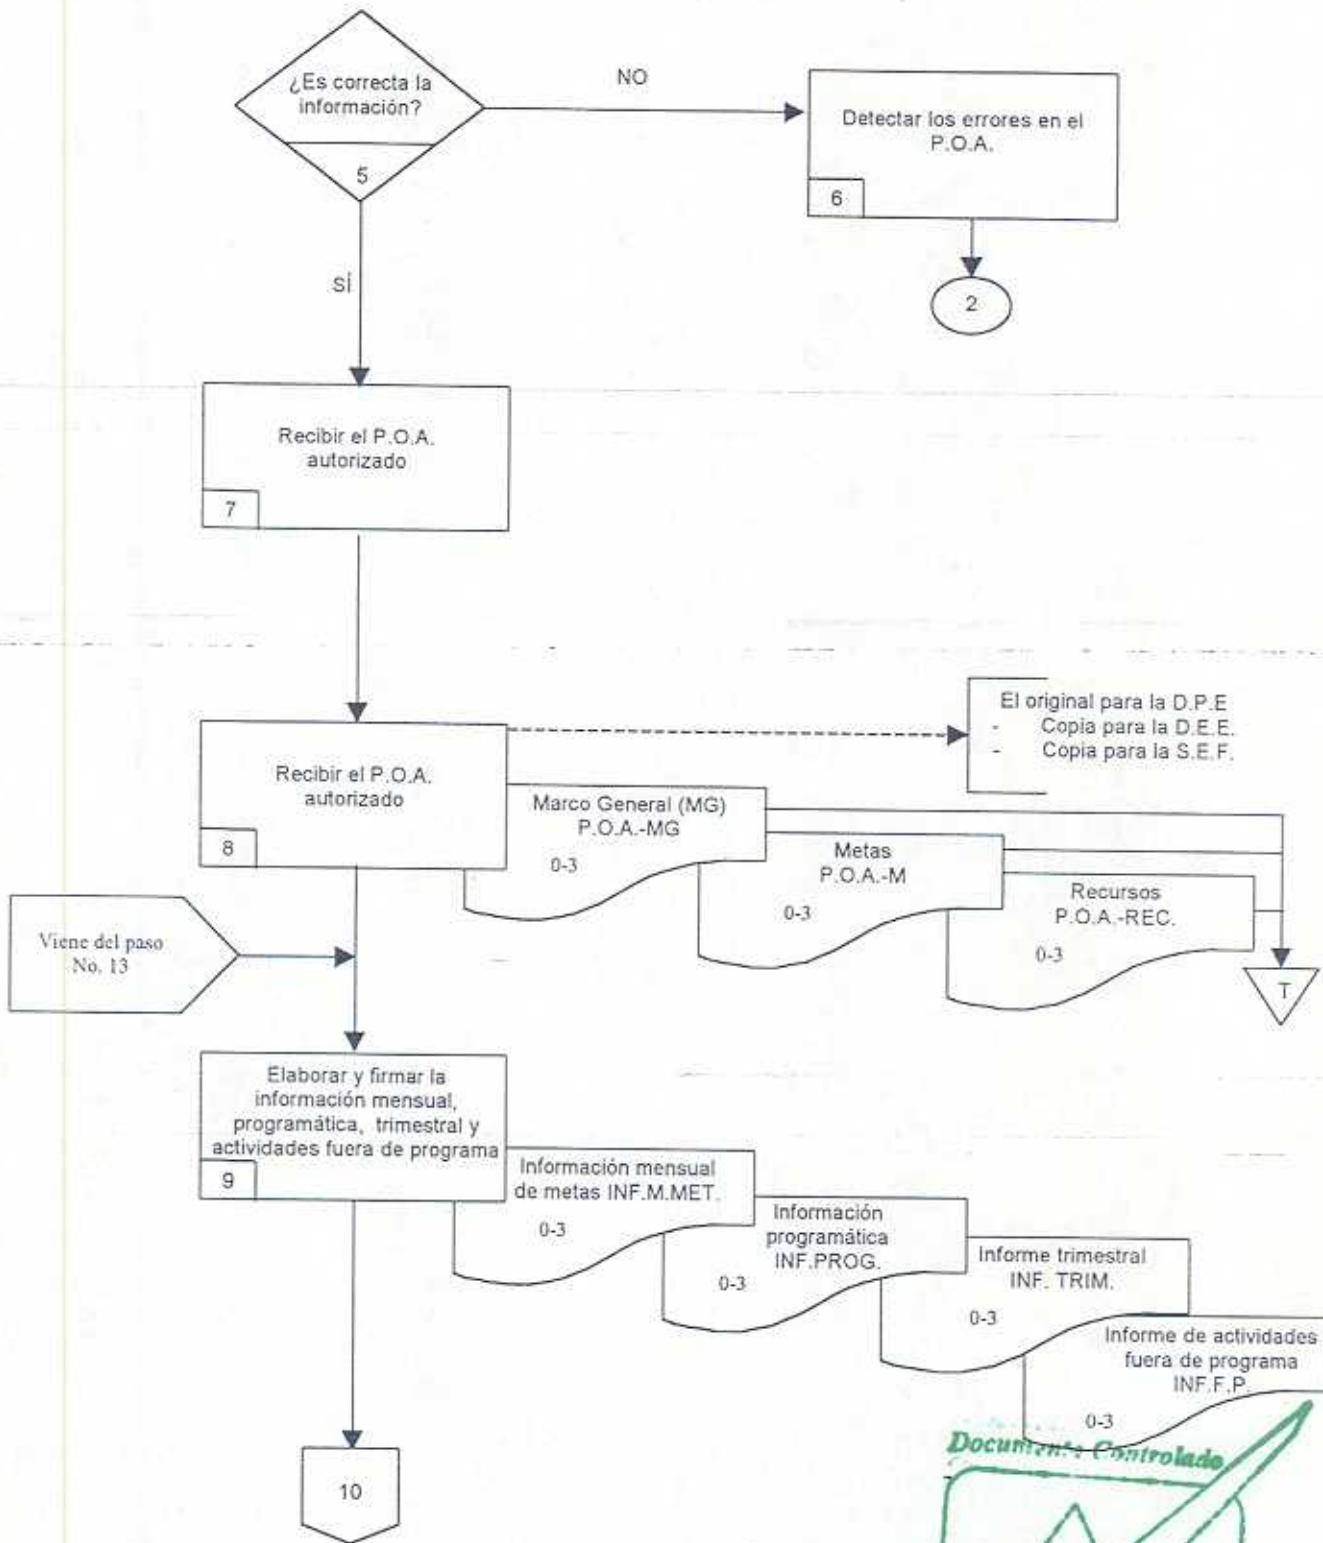 ¿Es correcta la
información?
5
NO
Detectar los errores en el
P.O.A.
6
2
SÍ
Recibir el P.O.A.
autorizado
7
Recibir el P.O.A.
autorizado
8
El original para la D.P.E
- Copia para la D.E.E.
- Copia para la S.E.F.
Marco General (MG)
P.O.A.-MG
0-3
Metas
P.O.A.-M
0-3
Recursos
P.O.A.-REC.
0-3
T
Viene del paso
No. 13
Elaborar y firmar la
información mensual,
programática, trimestral y
actividades fuera de programa
9
Información mensual
de metas INF.M.MET.
0-3
Información
programática
INF.PROG.
0-3
Informe trimestral
INF. TRIM.
0-3
Informe de actividades
fuera de programa
INF.F.P.
0-3
Documento Controlado
10